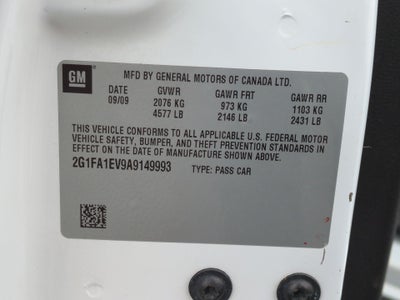 GM
MFD BY GENERAL MOTORS OF CANADA LTD.
DATE GVWR GAWR FRT GAWR RR
09/09 2076 KG 973 KG 1103 KG
4577 LB 2146 LB 2431 LB
THIS VEHICLE CONFORMS TO ALL APPLICABLE U.S. FEDERAL MOTOR
VEHICLE SAFETY, BUMPER, AND THEFT PREVENTION STANDARDS IN
EFFECT ON THE DATE OF MANUFACTURE SHOWN ABOVE.
2G1FA1EV9A9149993 TYPE: PASS CAR